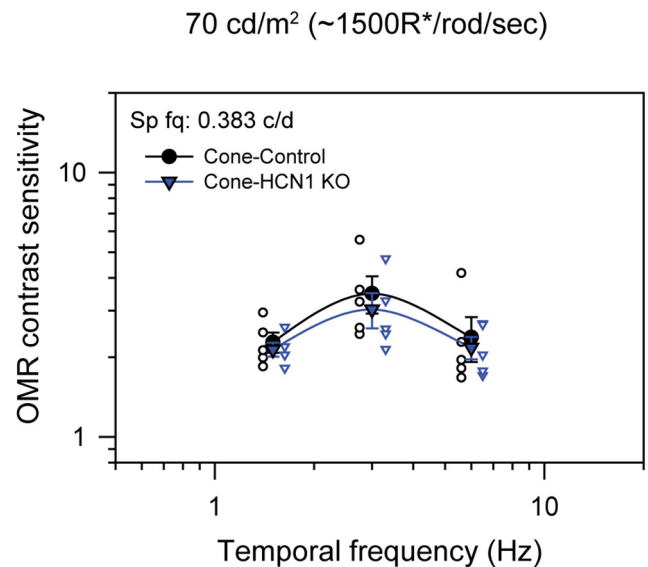 70 cd/m² (~1500R*/rod/sec)
Sp fq: 0.383 c/d
Cone-Control
Cone-HCN1 KO
OMR contrast sensitivity
10
1
1
10
Temporal frequency (Hz)